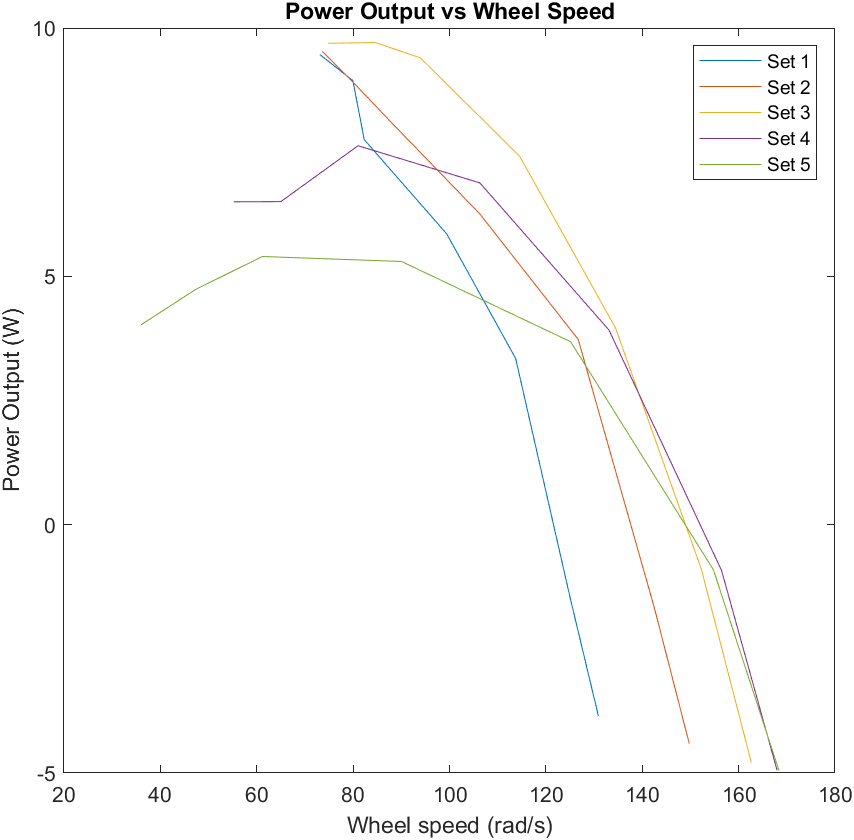 Power Output vs Wheel Speed
10
Set 1
Set 2
Set 3
Set 4
Set 5
5
0
-5
Power Output (W)
20 40 60 80 100 120 140 160 180
Wheel speed (rad/s)